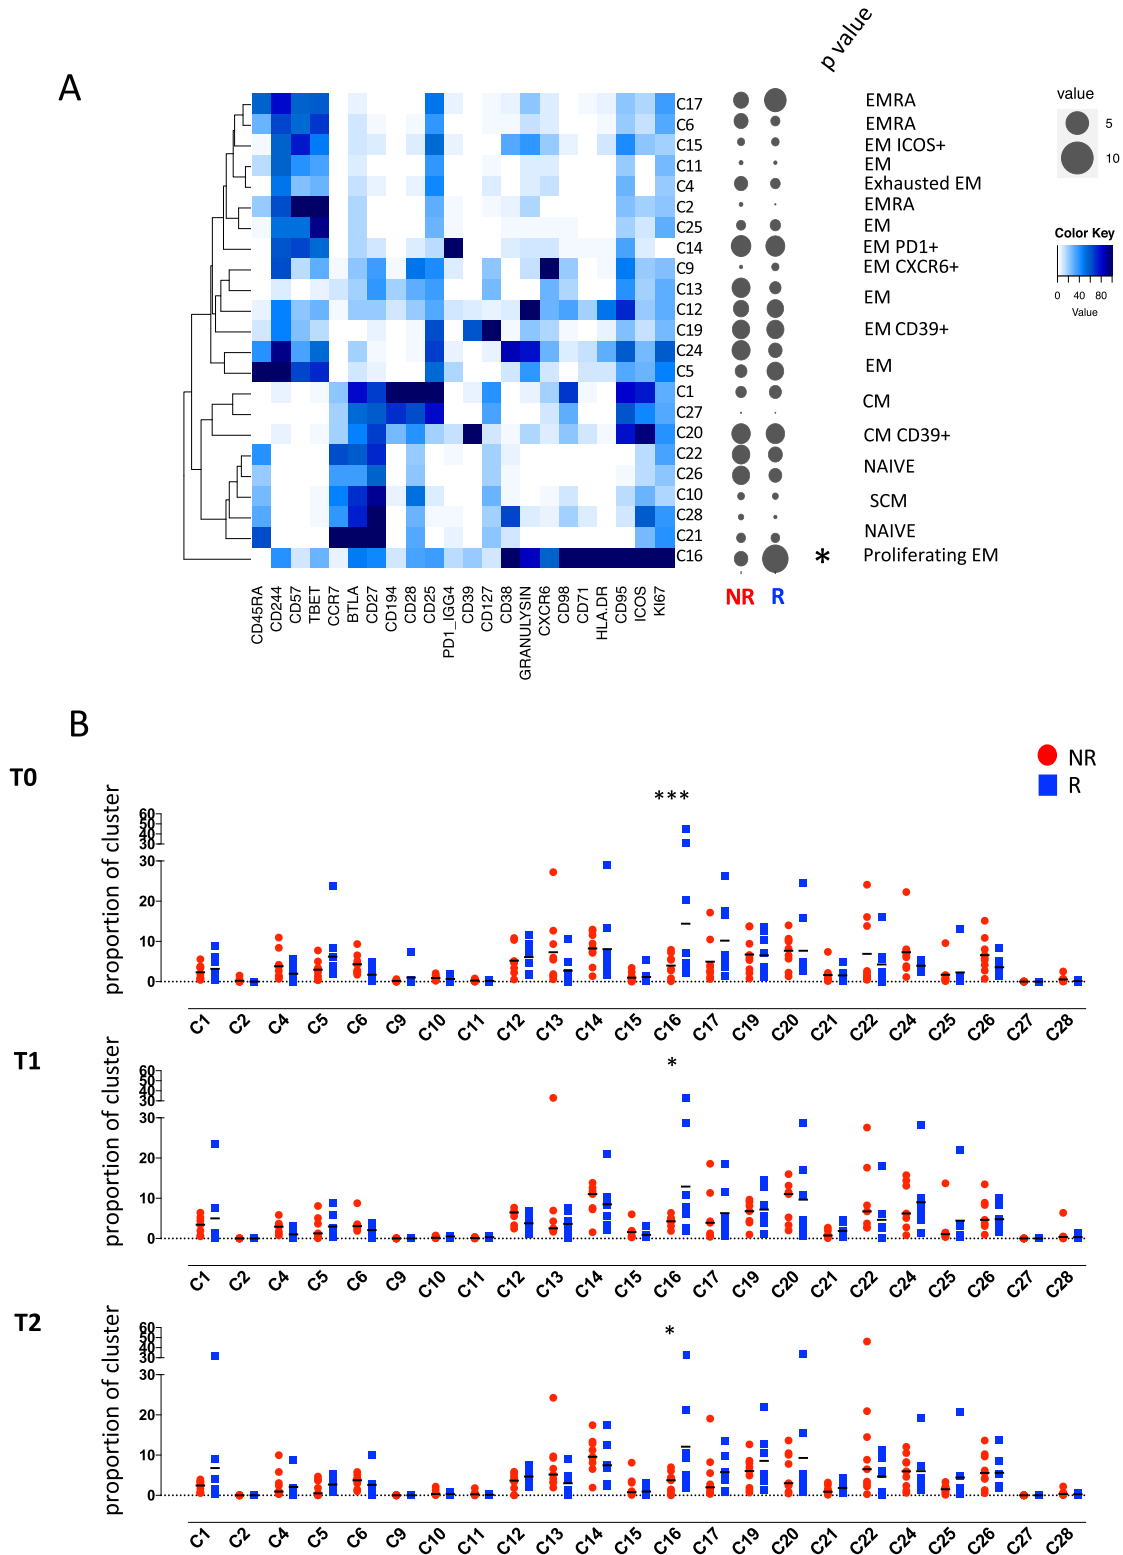 A
p value
C17
C6
C15
C11
C4
C2
C25
C14
C9
C13
C12
C19
C24
C5
C1
C27
C20
C22
C26
C10
C28
C21
C16
EMRA
EMRA
EM ICOS+
EM
Exhausted EM
EMRA
EM
EM PD1+
EM CXCR6+
EM
EM CD39+
EM
CM
CM CD39+
NAIVE
SCM
NAIVE
* Proliferating EM
value
5
10
Color Key
0 40 80
Value
CD45RA
CD244
CD57
TBET
CCR7
BTLA
CD27
CD194
CD28
CD25
PD1_IGG4
CD39
CD127
CD38
GRANULYSIN
CXCR6
CD98
CD71
HLA.DR
CD95
ICOS
KI67
NR R
B
NR
R
T0
proportion of cluster
60
50
40
30
30
20
10
0
***
C1 C2 C4 C5 C6 C9 C10 C11 C12 C13 C14 C15 C16 C17 C19 C20 C21 C22 C24 C25 C26 C27 C28
T1
proportion of cluster
60
50
40
30
30
20
10
0
*
C1 C2 C4 C5 C6 C9 C10 C11 C12 C13 C14 C15 C16 C17 C19 C20 C21 C22 C24 C25 C26 C27 C28
T2
proportion of cluster
60
50
40
30
30
20
10
0
*
C1 C2 C4 C5 C6 C9 C10 C11 C12 C13 C14 C15 C16 C17 C19 C20 C21 C22 C24 C25 C26 C27 C28